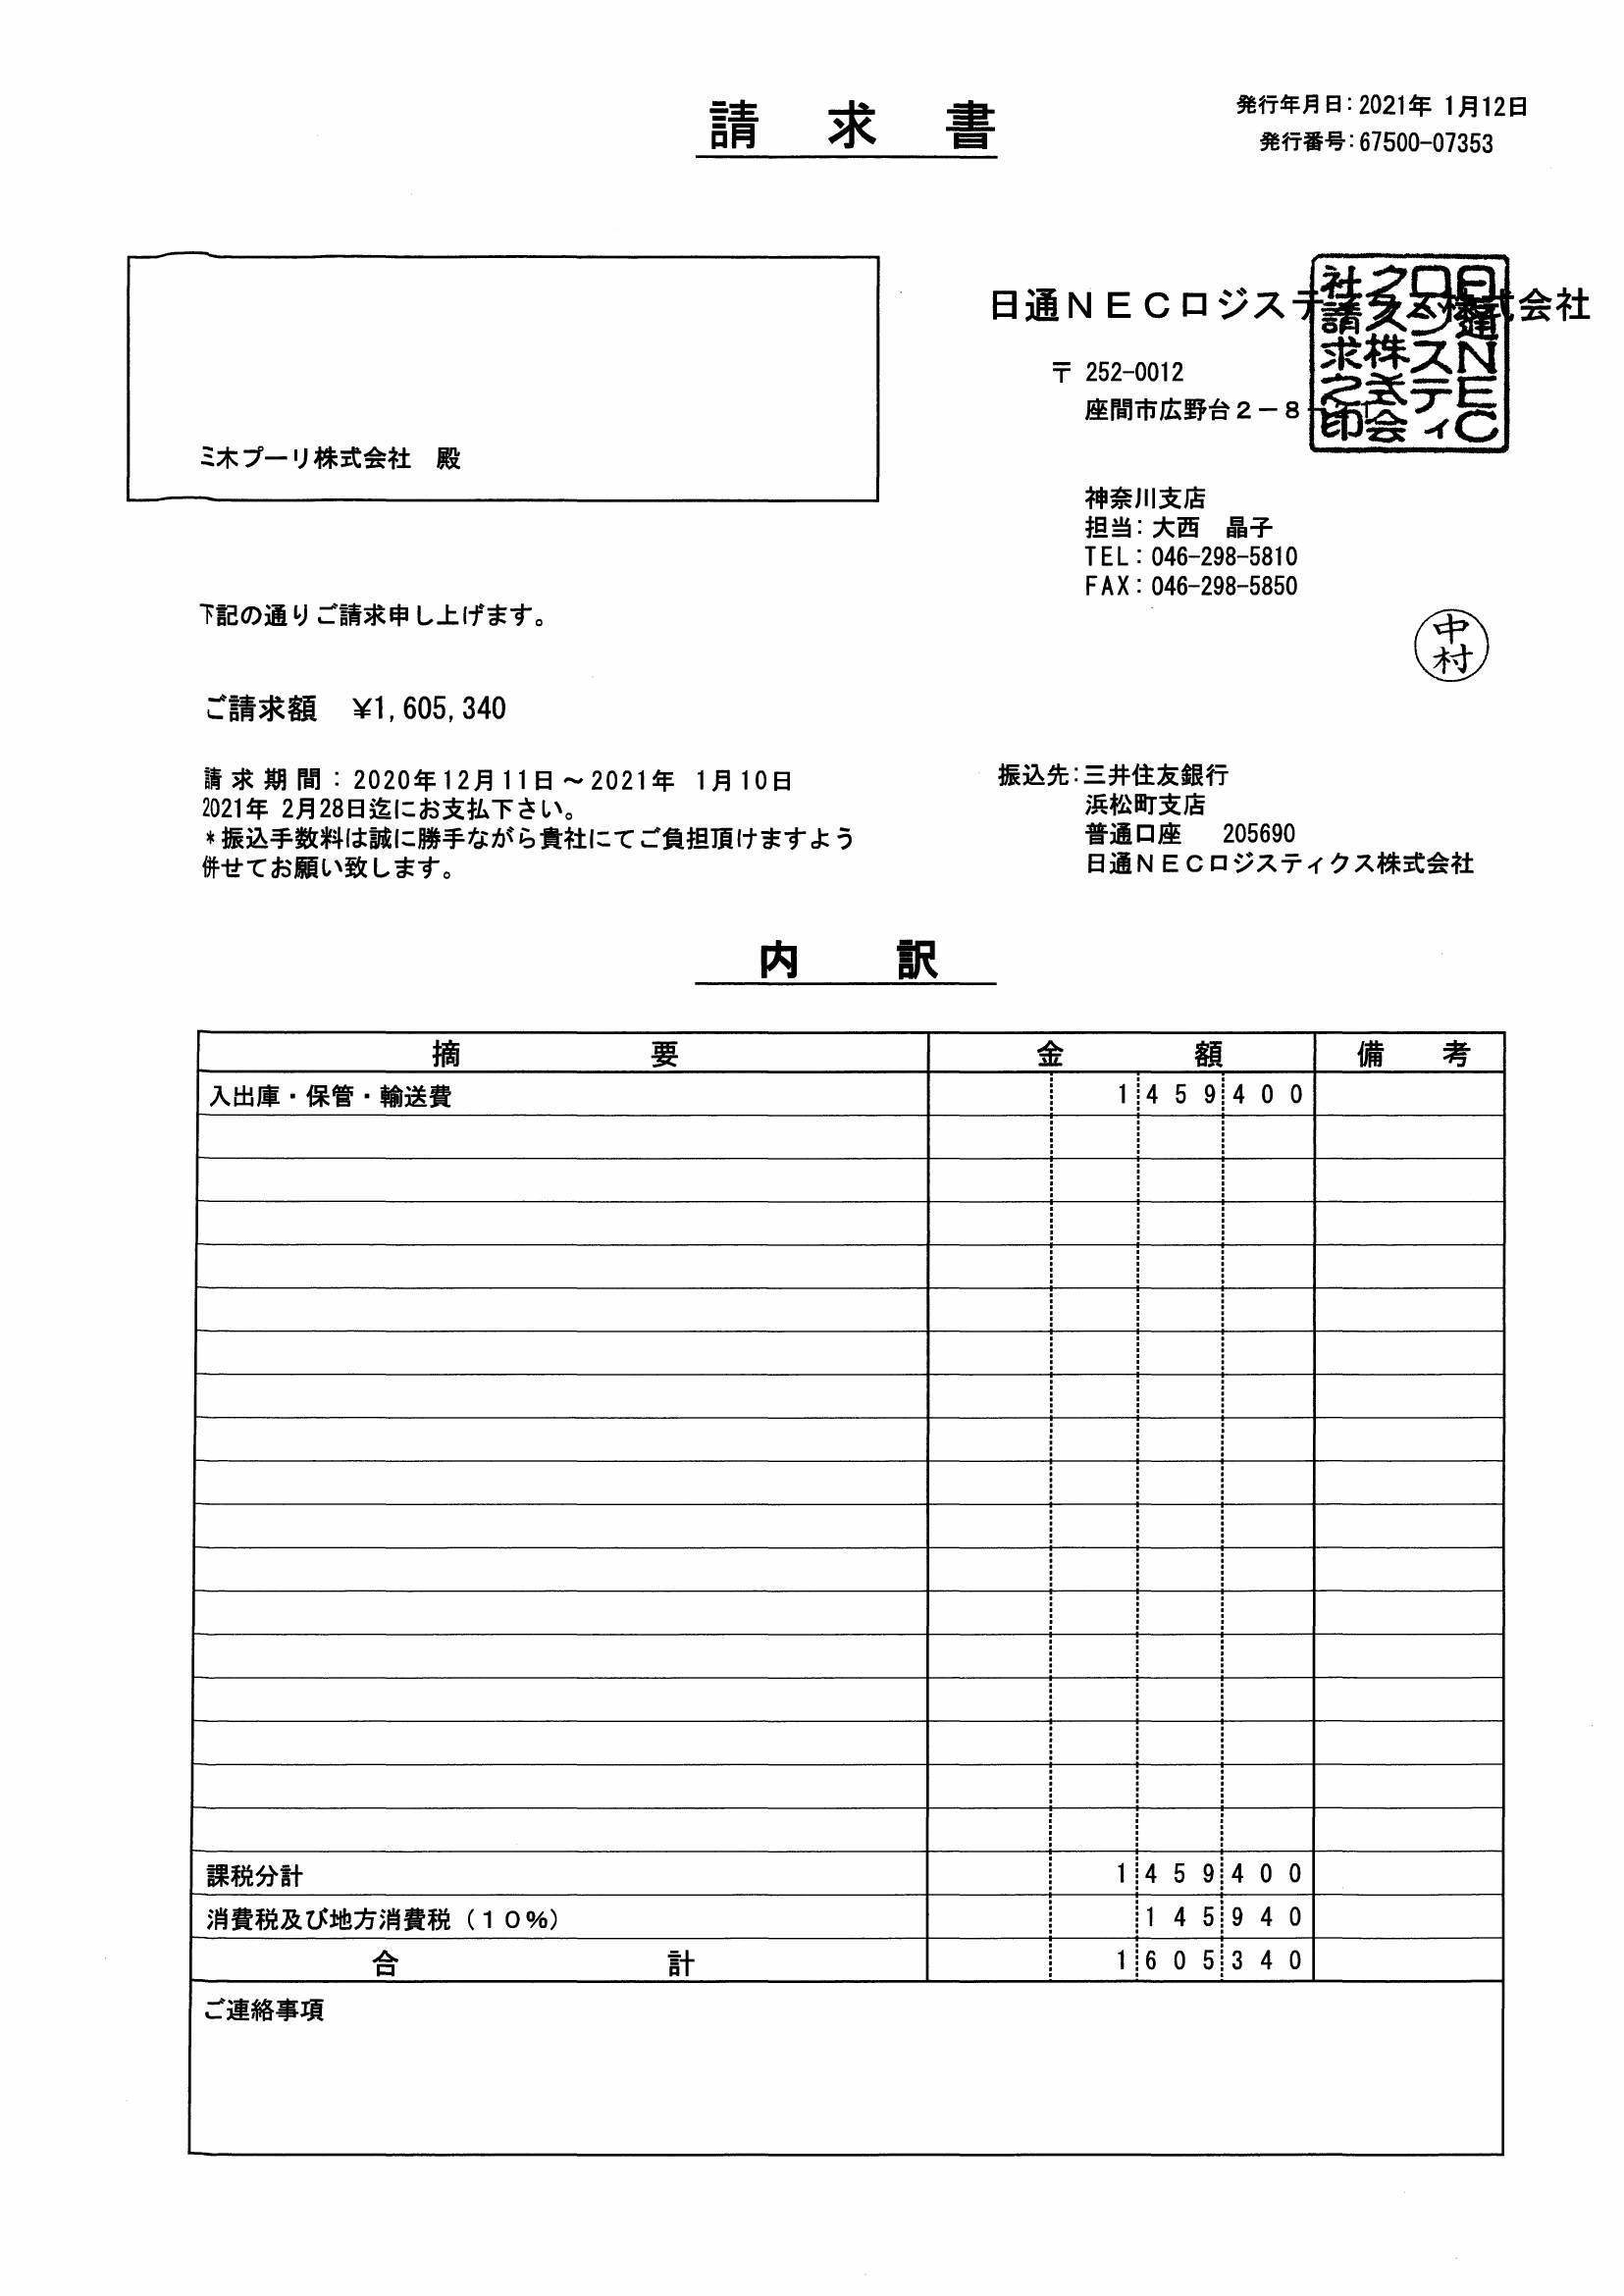 請求書
発行年月日：2021年 1月12日
発行番号：67500-07353
ミ木プーリ株式会社 殿
日通ＮＥＣロジスティクス株式会社
〒 252-0012
座間市広野台２－８－
日通NEC
ロジスティ
クス株式会
社請求之印
神奈川支店
担当：大西 晶子
TEL：046-298-5810
FAX：046-298-5850
中村
下記の通りご請求申し上げます。
ご請求額 ¥1,605,340
請求期間：2020年12月11日～2021年 1月10日
2021年 2月28日迄にお支払下さい。
*振込手数料は誠に勝手ながら貴社にてご負担頂けますよう
併せてお願い致します。
振込先：三井住友銀行
浜松町支店
普通口座 205690
日通ＮＥＣロジスティクス株式会社
内訳
摘要 金額 備考
入出庫・保管・輸送費 1 459 400
課税分計 1 459 400
消費税及び地方消費税（１０％） 145 940
合計 1 605 340
ご連絡事項